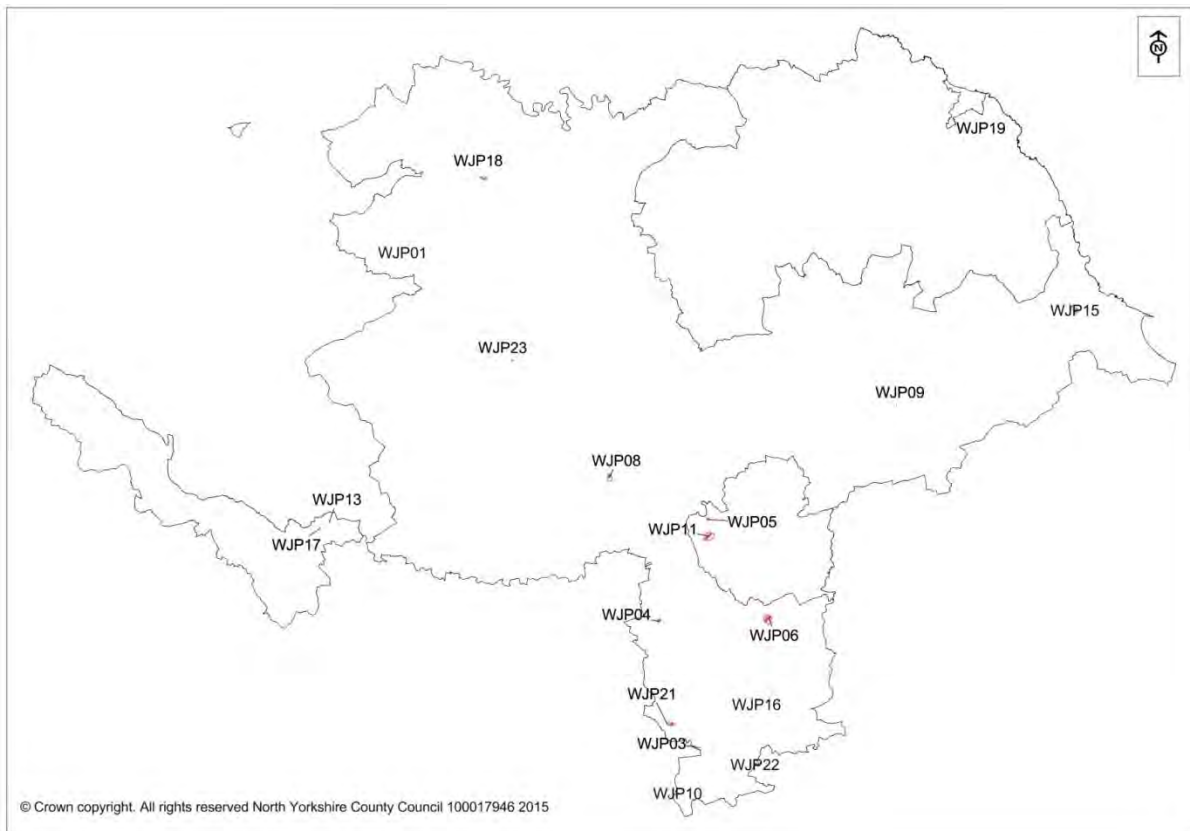 N
WJP19
WJP18
WJP01
WJP15
WJP23
WJP09
WJP08
WJP13
WJP05
WJP11
WJP17
WJP04
WJP06
WJP21
WJP16
WJP03
WJP22
WJP10
© Crown copyright. All rights reserved North Yorkshire County Council 100017946 2015